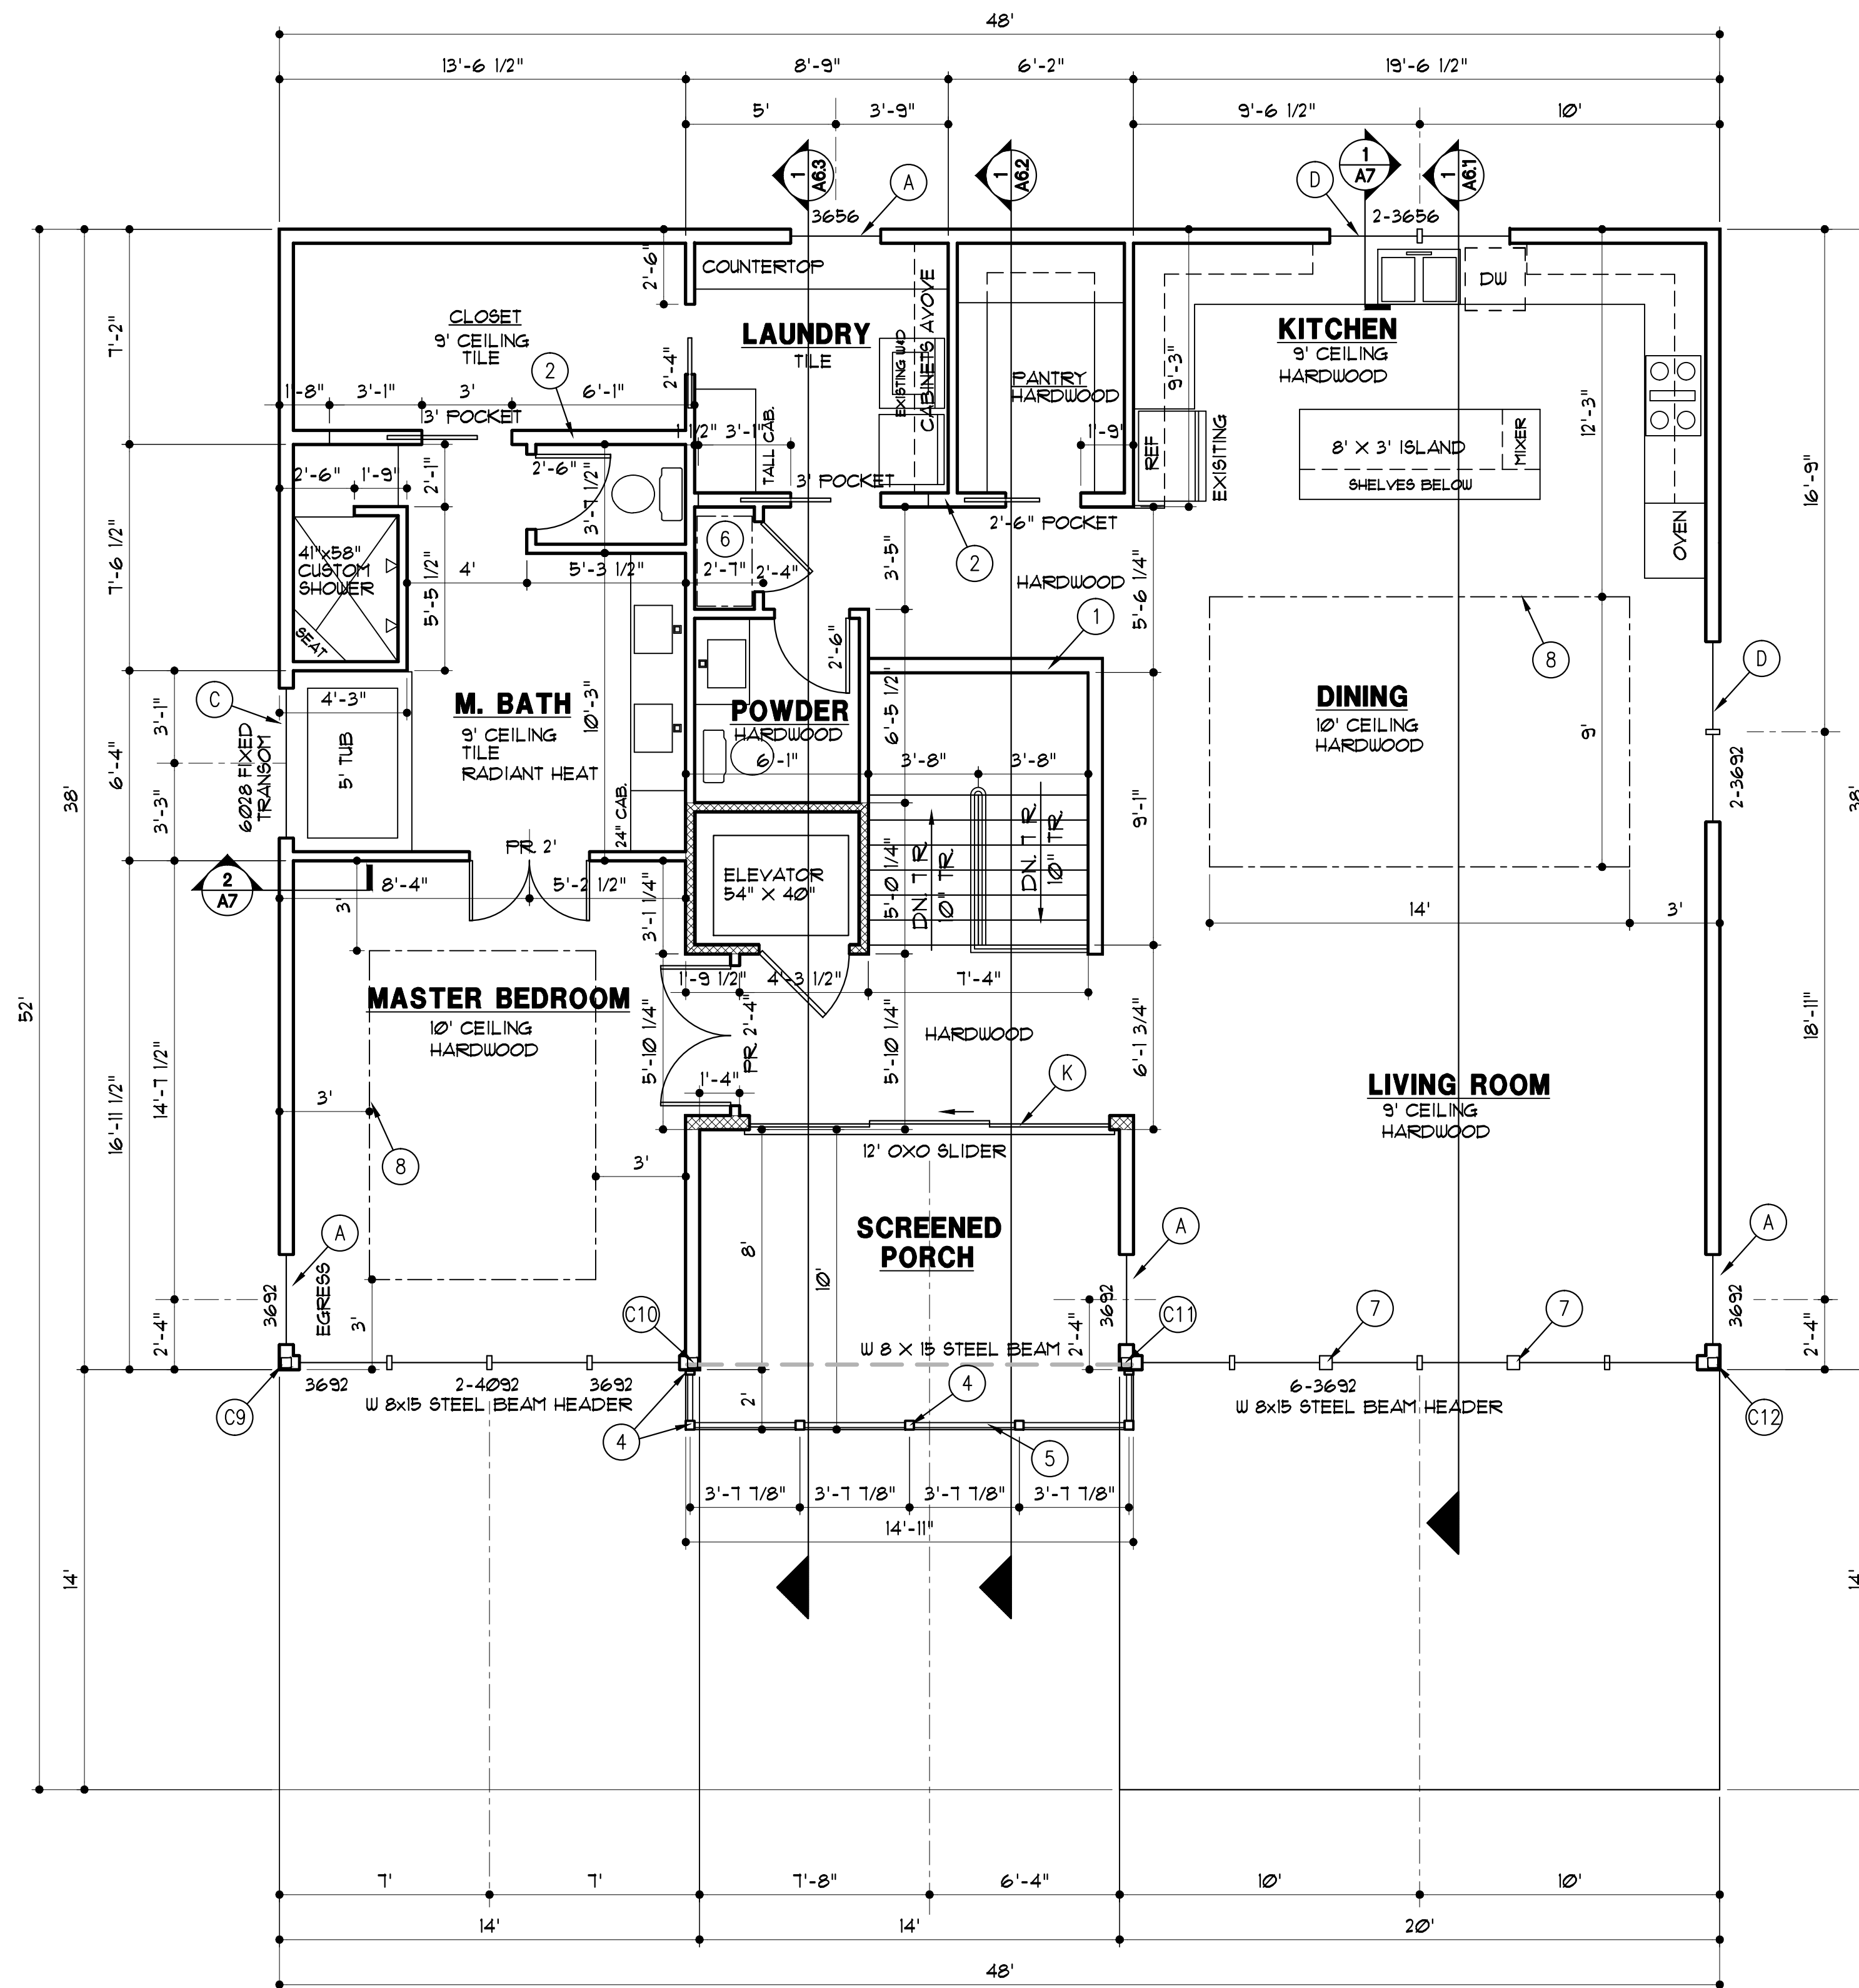 48'
13'-6 1/2"
8'-9"
6'-2"
19'-6 1/2"
5'
3'-9"
9'-6 1/2"
10'
1
A6.3
A
1
A6.2
D
1
A7
1
A6.1
3656
2-3656
2'-6"
COUNTERTOP
CABINETS AYOVE
DW
CLOSET
9' CEILING
TILE
LAUNDRY
TILE
EXISTING W&D
PANTRY
HARDWOOD
KITCHEN
9' CEILING
HARDWOOD
7'-2"
2
2'-4"
9'-3"
12'-3"
1'-8"
3'-1"
3'
6'-1"
3' POCKET
TALL CAB.
1/2"
3'-1"
1'-9"
REF
EXISITING
8' X 3' ISLAND
MIXER
SHELVES BELOW
16'-9"
2'-6"
1'-9"
2'-1"
2'-6"
3'-7 1/2"
3' POCKET
2'-6" POCKET
2
OVEN
7'-6 1/2"
41"x58"
CUSTOM
SHOWER
SEAT
5'-5 1/2"
4'
5'-3 1/2"
6
2'-7"
2'-4"
3'-5"
HARDWOOD
5'-6 1/4"
1
8
D
2'-6"
C
3'-1"
4'-3"
M. BATH
9' CEILING
TILE
RADIANT HEAT
10'-3"
POWDER
HARDWOOD
6'-1"
6'-5 1/2"
3'-8"
3'-8"
DINING
10' CEILING
HARDWOOD
9'
2-3692
6028 FIXED
TRANSOM
5' TUB
6'-4"
3'-3"
38'
24" CAB.
9'-1"
38'
PR. 2'
2
A7
8'-4"
5'-2 1/2"
3'
3'-1 1/4"
ELEVATOR
54" X 40"
5'-0 1/4"
DN. 7 R
10" TR.
DN. 7 R
10" TR.
14'
3'
1'-9 1/2"
4'-3 1/2"
7'-4"
52'
MASTER BEDROOM
10' CEILING
HARDWOOD
5'-10 1/4"
PR 2'-4"
5'-10 1/4"
HARDWOOD
6'-1 3/4"
18'-11"
14'-7 1/2"
16'-11 1/2"
3'
1'-4"
K
LIVING ROOM
9' CEILING
HARDWOOD
8
3'
12' OXO SLIDER
8'
10'
SCREENED
PORCH
A
A
A
3692
EGRESS
3'
2'-4"
C10
W 8 X 15 STEEL BEAM
2'-4"
3692
C11
7
7
3692
2'-4"
C9
3692
2-4092
3692
W 8x15 STEEL BEAM HEADER
4
2'
4
5
6-3692
W 8x15 STEEL BEAM HEADER
C12
3'-7 7/8"
3'-7 7/8"
3'-7 7/8"
3'-7 7/8"
14'-11"
14'
14'
7'
7'
7'-8"
6'-4"
10'
10'
14'
14'
20'
48'